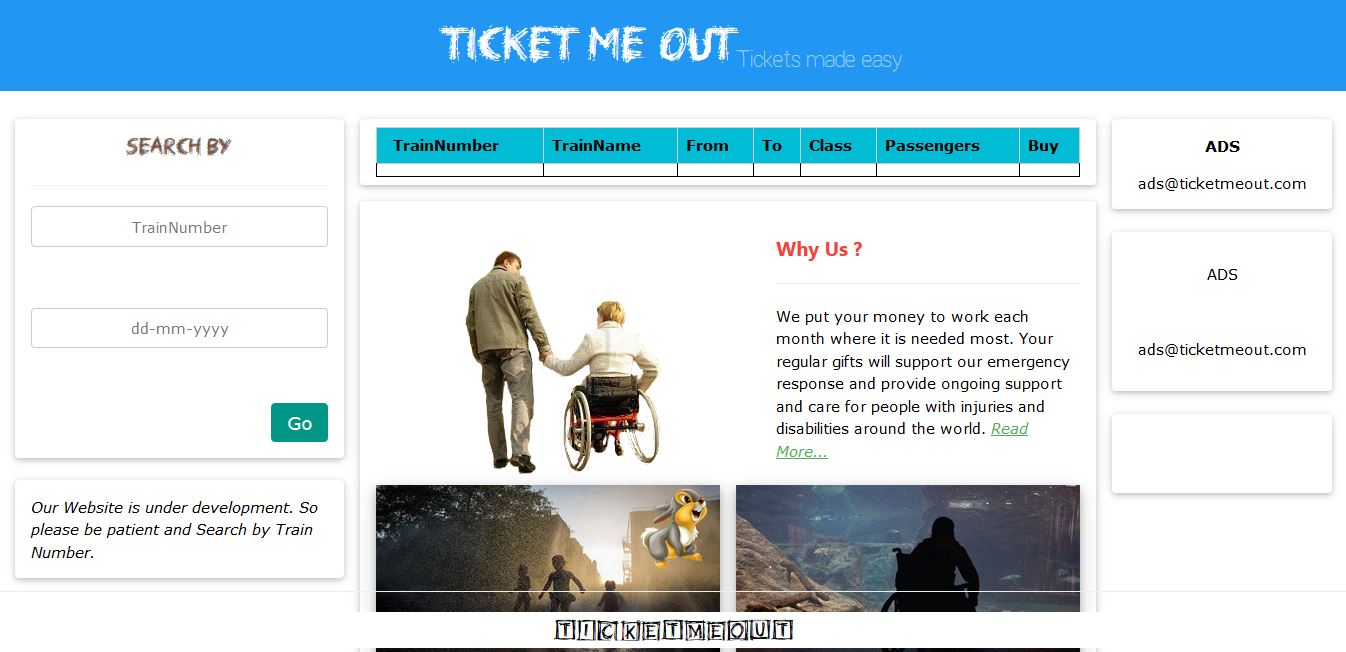 TICKET ME OUT Tickets made easy
SEARCH BY
TrainNumber
dd-mm-yyyy
Go
Our Website is under development. So
please be patient and Search by Train
Number.
TrainNumber TrainName From To Class Passengers Buy
Why Us ?
We put your money to work each
month where it is needed most. Your
regular gifts will support our emergency
response and provide ongoing support
and care for people with injuries and
disabilities around the world. Read
More...
ADS
ads@ticketmeout.com
ADS
ads@ticketmeout.com
TICKETMEOUT